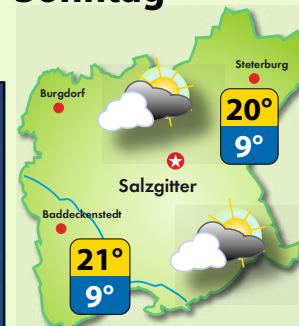 Sonntag
Steterburg
Burgdorf
20°
9°
Salzgitter
Baddeckenstedt
21°
9°